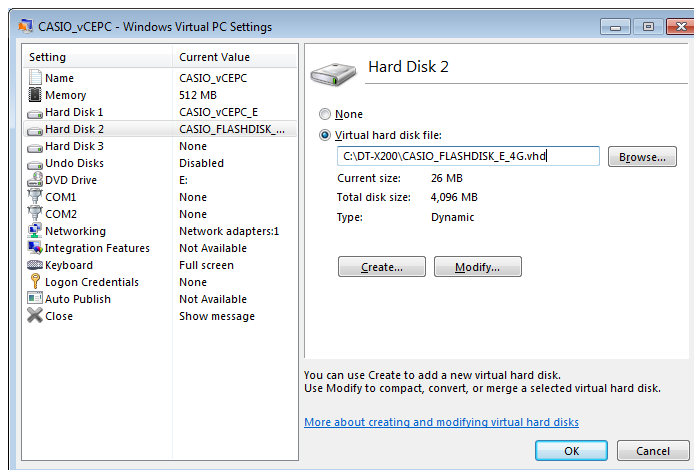 CASIO_vCEPC - Windows Virtual PC Settings
Setting Current Value
Name CASIO_vCEPC
Memory 512 MB
Hard Disk 1 CASIO_vCEPC_E
Hard Disk 2 CASIO_FLASHDISK_...
Hard Disk 3 None
Undo Disks Disabled
DVD Drive E:
COM1 None
COM2 None
Networking Network adapters:1
Integration Features Not Available
Keyboard Full screen
Logon Credentials None
Auto Publish Not Available
Close Show message
Hard Disk 2
None
Virtual hard disk file:
C:\DT-X200\CASIO_FLASHDISK_E_4G.vhd
Browse...
Current size: 26 MB
Total disk size: 4,096 MB
Type: Dynamic
Create... Modify...
You can use Create to add a new virtual hard disk.
Use Modify to compact, convert, or merge a selected virtual hard disk.
More about creating and modifying virtual hard disks
OK Cancel